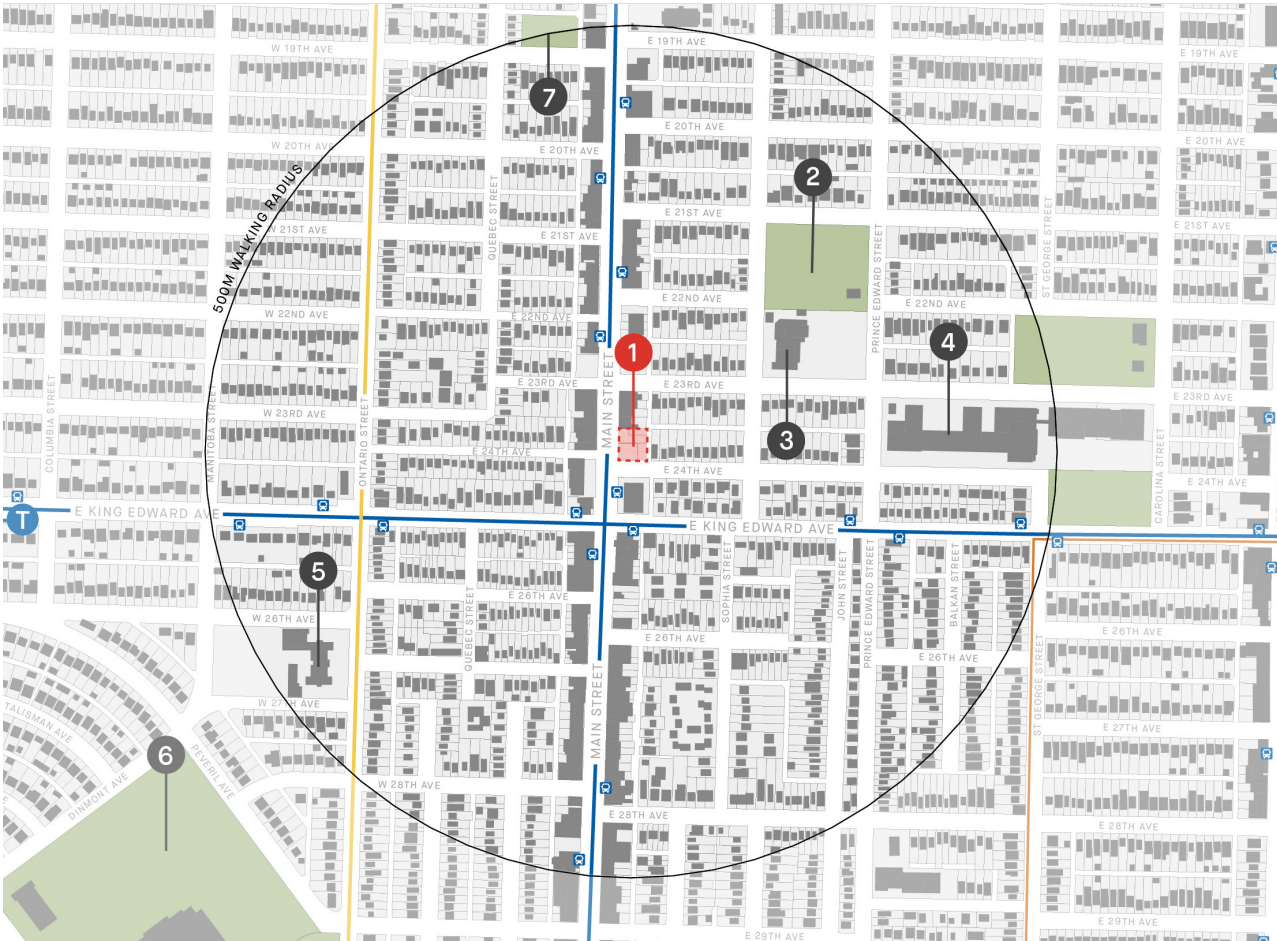 W 19TH AVE
E 19TH AVE
E 19TH AVE
7
W 20TH AVE
E 20TH AVE
E 20TH AVE
E 20TH AVE
2
500M WALKING RADIUS
QUEBEC STREET
W 21ST AVE
E 21ST AVE
E 21ST AVE
E 21ST AVE
PRINCE EDWARD STREET
ST GEORGE STREET
W 22ND AVE
E 22ND AVE
E 22ND AVE
E 22ND AVE
1
4
MAIN STREET
E 23RD AVE
E 23RD AVE
E 23RD AVE
W 23RD AVE
COLUMBIA STREET
MANITOBA STREET
ONTARIO STREET
3
E 24TH AVE
E 24TH AVE
E 24TH AVE
CAROLINA STREET
T
E KING EDWARD AVE
E KING EDWARD AVE
5
QUEBEC STREET
SOPHIA STREET
JOHN STREET
PRINCE EDWARD STREET
BALKAN STREET
E 26TH AVE
W 26TH AVE
E 26TH AVE
E 26TH AVE
E 26TH AVE
ST GEORGE STREET
W 27TH AVE
E 27TH AVE
TALISMAN AVE
PEVERIL AVE
6
DINMONT AVE
MAIN STREET
W 28TH AVE
E 28TH AVE
E 28TH AVE
E 29TH AVE
E 29TH AVE